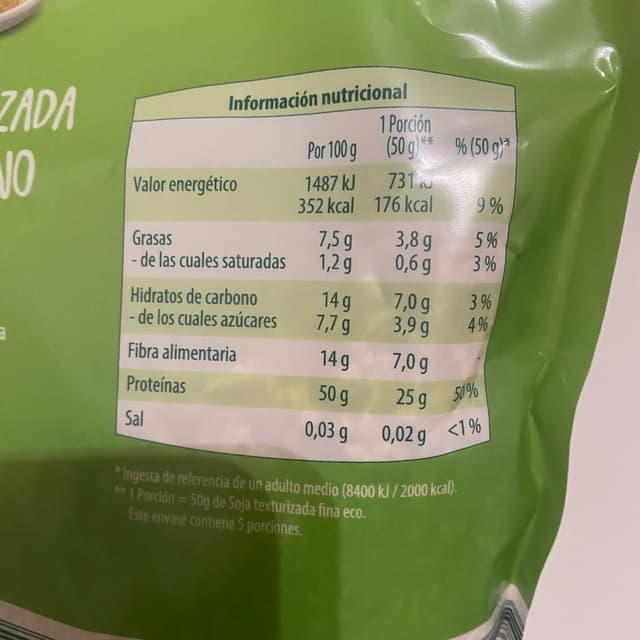 ZADA
NO
a
Información nutricional
Por 100 g 1 Porción (50 g)** % (50 g)*
Valor energético 1487 kJ 731 kJ
352 kcal 176 kcal 9 %
Grasas 7,5 g 3,8 g 5 %
- de las cuales saturadas 1,2 g 0,6 g 3 %
Hidratos de carbono 14 g 7,0 g 3 %
- de los cuales azúcares 7,7 g 3,9 g 4 %
Fibra alimentaria 14 g 7,0 g -
Proteínas 50 g 25 g 50 %
Sal 0,03 g 0,02 g <1 %
* Ingesta de referencia de un adulto medio (8400 kJ / 2000 kcal).
** 1 Porción = 50g de Soja texturizada fina eco.
Este envase contiene 5 porciones.